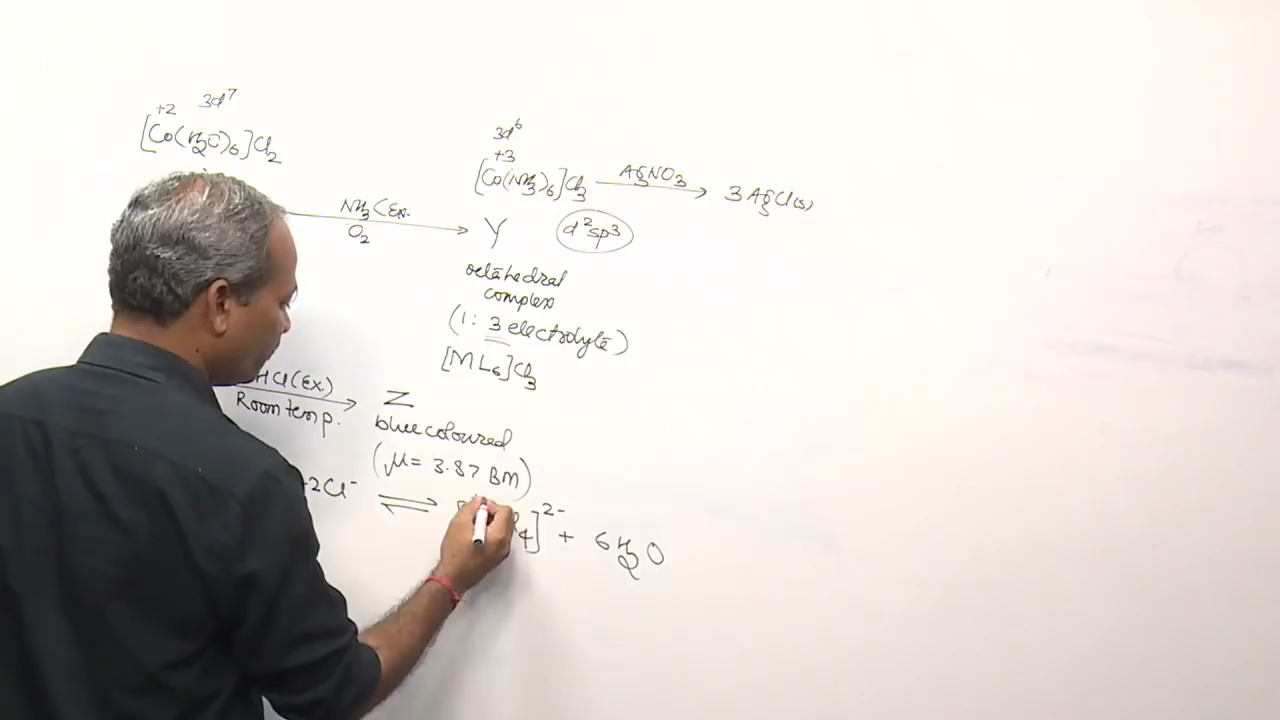 +2 3d⁷
[Co(H₂O)₆]Cl₂
NH₃(Ex.
O₂
3d⁶
+3
[Co(NH₃)₆]Cl₃ AgNO₃ → 3AgCl(s)
Y d²sp³
octahedral
complex
(1: 3 electrolyte)
[ML₆]Cl₃
HCl(Ex.) → Z
Room temp.
blue coloured
(μ = 3.87 BM)
2Cl⁻ ⇌ ₄]²⁻ + 6H₂O